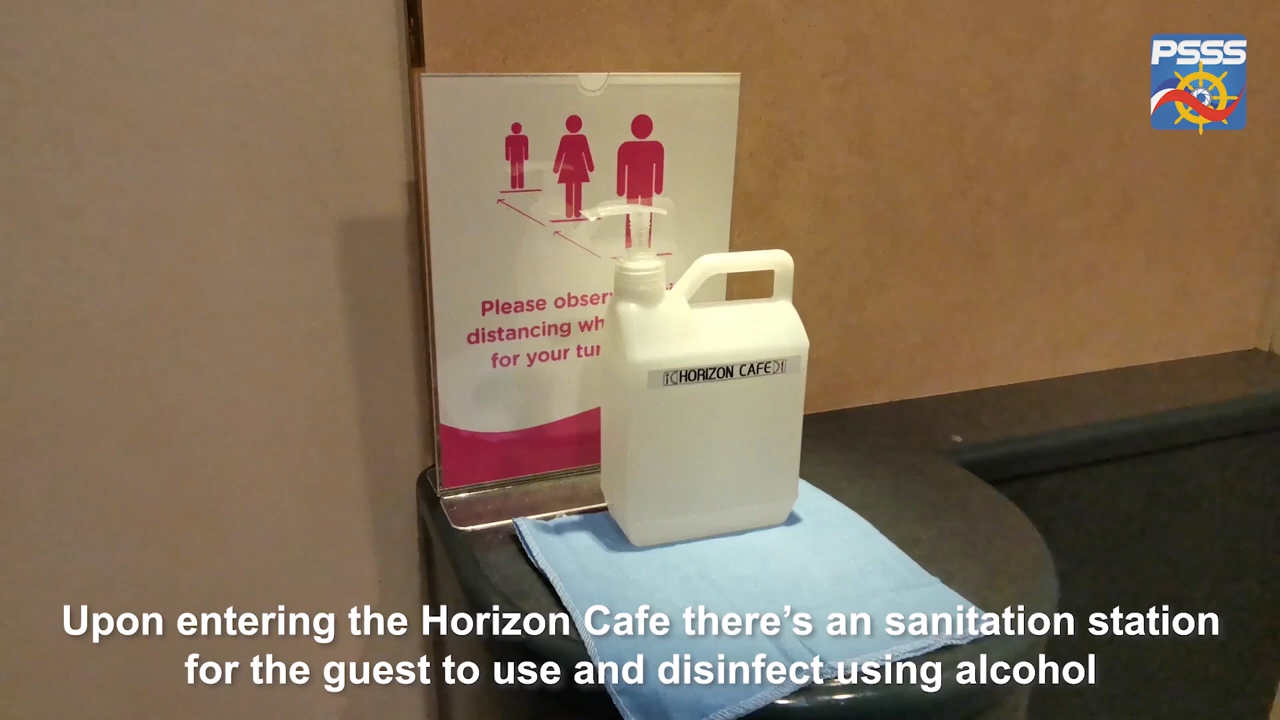 PSSS
Please obser
distancing wh
for your tur
HORIZON CAFE
Upon entering the Horizon Cafe there’s an sanitation station
for the guest to use and disinfect using alcohol